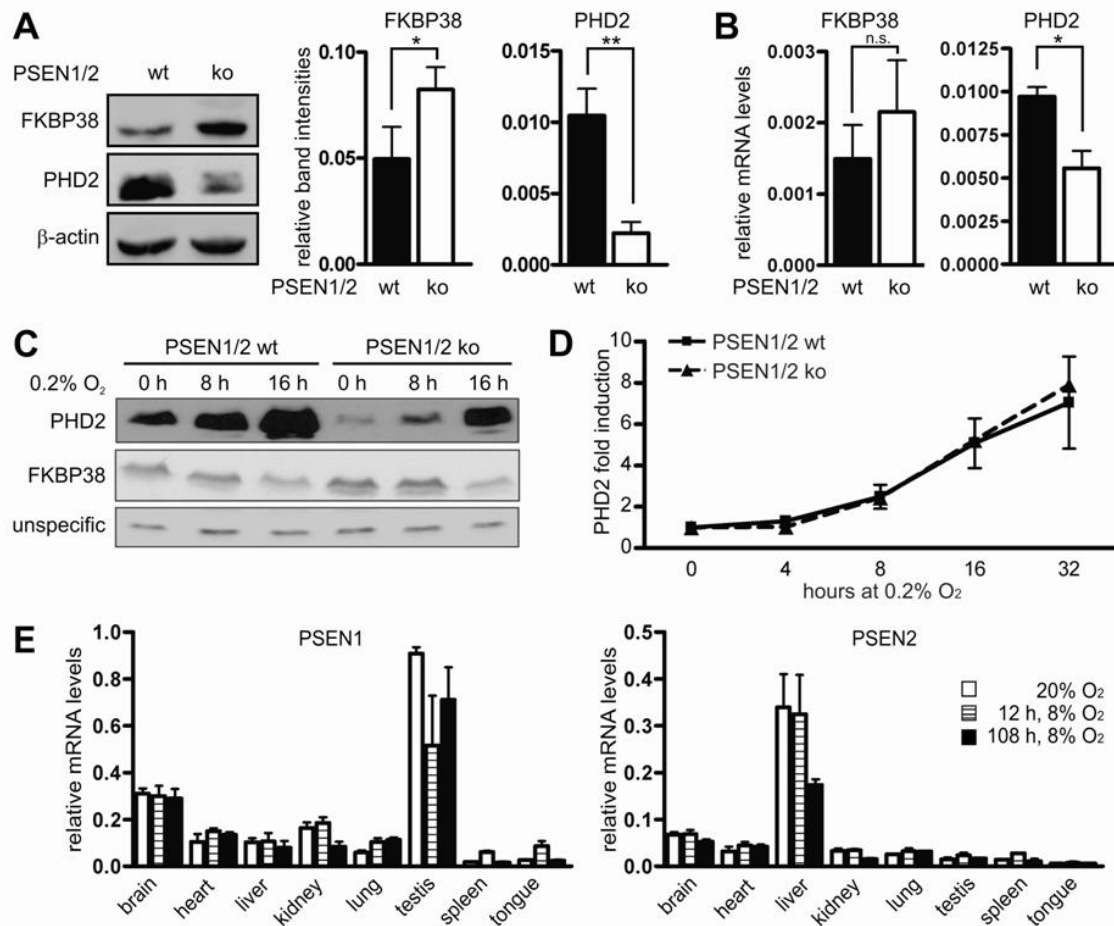 A
PSEN1/2 wt ko
FKBP38
PHD2
β-actin
FKBP38
*
relative band intensities
0.10
0.05
0.00
PSEN1/2 wt ko
PHD2
**
0.015
0.010
0.005
0.000
wt ko
B
FKBP38
n.s.
relative mRNA levels
0.003
0.002
0.001
0.000
PSEN1/2 wt ko
PHD2
*
0.0125
0.0100
0.0075
0.0050
0.0025
0.0000
wt ko
C
PSEN1/2 wt PSEN1/2 ko
0.2% O₂ 0 h 8 h 16 h 0 h 8 h 16 h
PHD2
FKBP38
unspecific
D
PSEN1/2 wt
PSEN1/2 ko
PHD2 fold induction
10
8
6
4
2
0
0 4 8 16 32
hours at 0.2% O₂
E
PSEN1
relative mRNA levels
1.0
0.8
0.6
0.4
0.2
0.0
brain heart liver kidney lung testis spleen tongue
PSEN2
relative mRNA levels
0.5
0.4
0.3
0.2
0.1
0.0
brain heart liver kidney lung testis spleen tongue
20% O₂
12 h, 8% O₂
108 h, 8% O₂